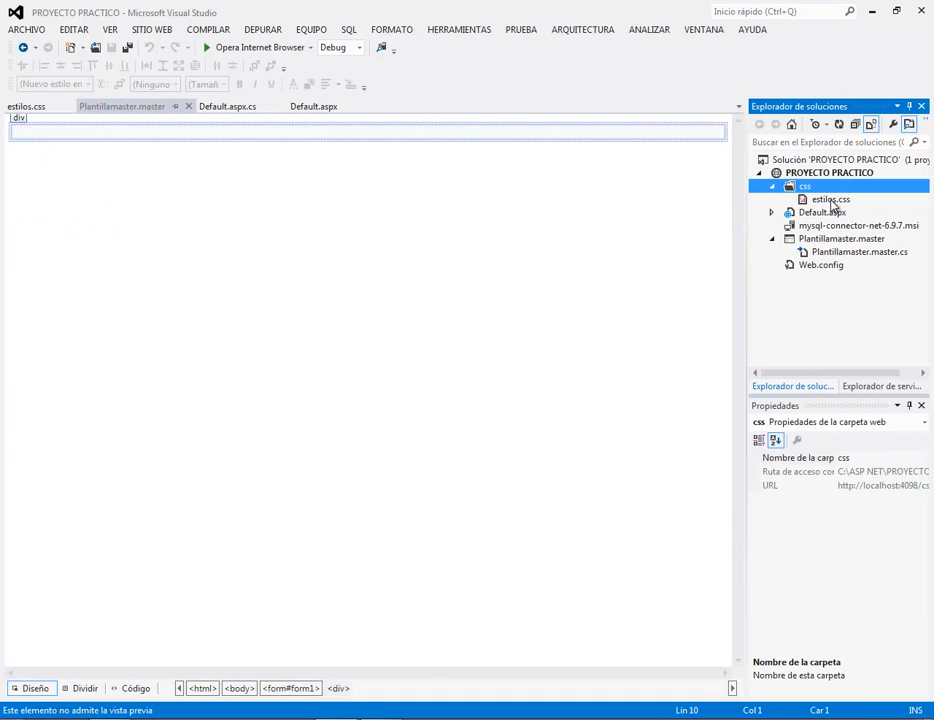 PROYECTO PRACTICO - Microsoft Visual Studio
Inicio rápido (Ctrl+Q)
ARCHIVO EDITAR VER SITIO WEB COMPILAR DEPURAR EQUIPO SQL FORMATO HERRAMIENTAS PRUEBA ARQUITECTURA ANALIZAR VENTANA AYUDA
Opera Internet Browser Debug
(Nuevo estilo en (Ninguno (Tamañ B I U A
estilos.css Plantillamaster.master Default.aspx.cs Default.aspx
div
Explorador de soluciones
Buscar en el Explorador de soluciones (C
Solución 'PROYECTO PRACTICO' (1 proy
PROYECTO PRACTICO
css
estilos.css
Default.aspx
mysql-connector-net-6.9.7.msi
Plantillamaster.master
Plantillamaster.master.cs
Web.config
Explorador de soluc... Explorador de servi...
Propiedades
css Propiedades de la carpeta web
Nombre de la carp css
Ruta de acceso cor C:\ASP NET\PROYECTO
URL http://localhost:4098/cs
Nombre de la carpeta
Nombre de esta carpeta
Diseño Dividir Código <html> <body> <form#form1> <div>
Este elemento no admite la vista previa Lín 10 Col 1 Car 1 INS